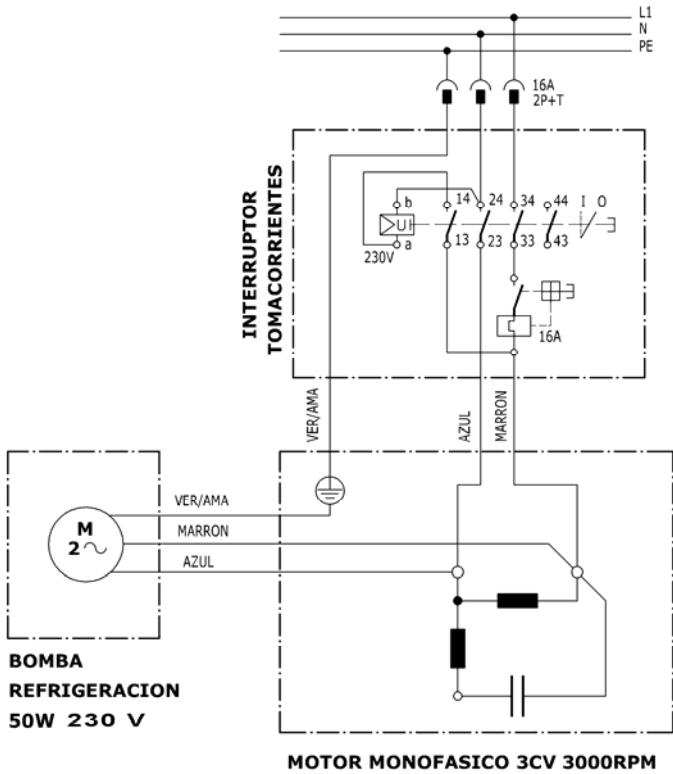 L1
N
PE
16A
2P+T
INTERRUPTOR
TOMACORRIENTES
b
14
24
34
44
I
O
U
a
13
23
33
43
230V
16A
VER/AMA
AZUL
MARRON
VER/AMA
MARRON
AZUL
M
2
BOMBA
REFRIGERACION
50W 230 V
MOTOR MONOFASICO 3CV 3000RPM